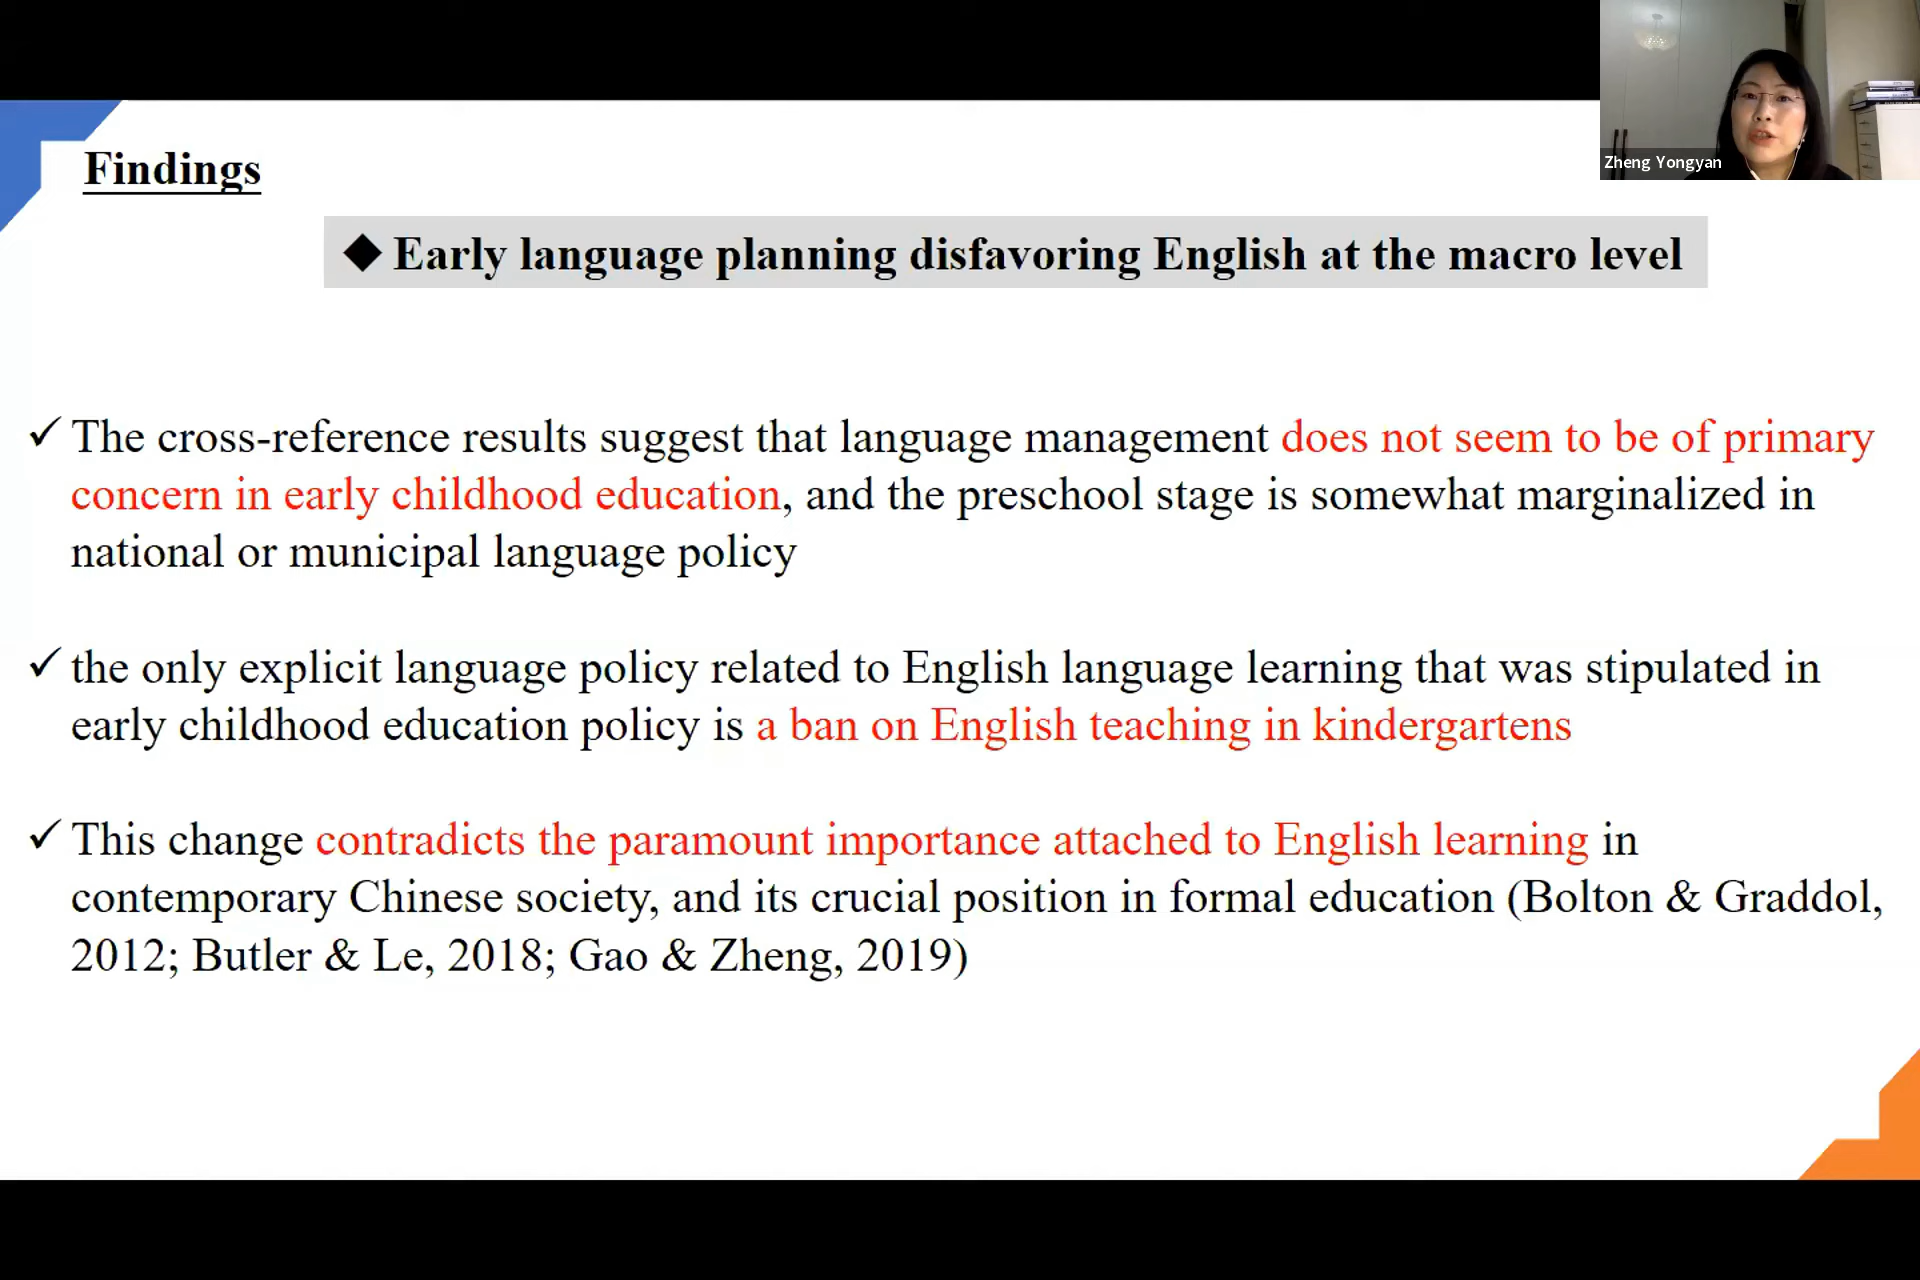 Zheng Yongyan
Findings
◆ Early language planning disfavoring English at the macro level
✓ The cross-reference results suggest that language management does not seem to be of primary
concern in early childhood education, and the preschool stage is somewhat marginalized in
national or municipal language policy
✓ the only explicit language policy related to English language learning that was stipulated in
early childhood education policy is a ban on English teaching in kindergartens
✓ This change contradicts the paramount importance attached to English learning in
contemporary Chinese society, and its crucial position in formal education (Bolton & Graddol,
2012; Butler & Le, 2018; Gao & Zheng, 2019)